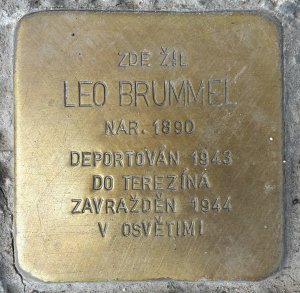 ZDE ŽIL
LEO BRUMMEL
NAR. 1890
DEPORTOVÁN 1943
DO TEREZÍNA
ZAVRAŽDĚN 1944
V OSVĚTIMI